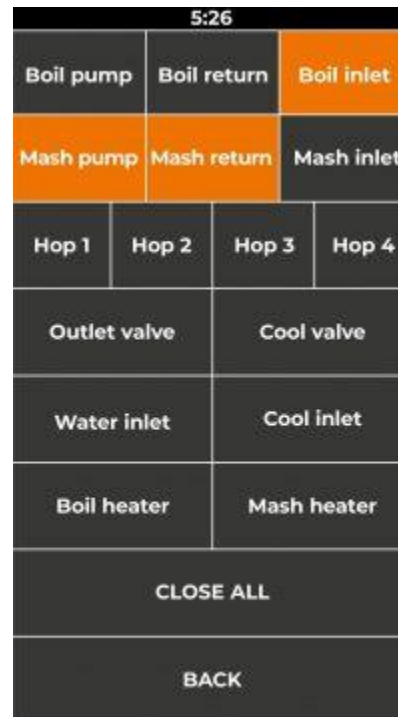 5:26
Boil pump Boil return Boil inlet
Mash pump Mash return Mash inlet
Hop 1 Hop 2 Hop 3 Hop 4
Outlet valve Cool valve
Water inlet Cool inlet
Boil heater Mash heater
CLOSE ALL
BACK